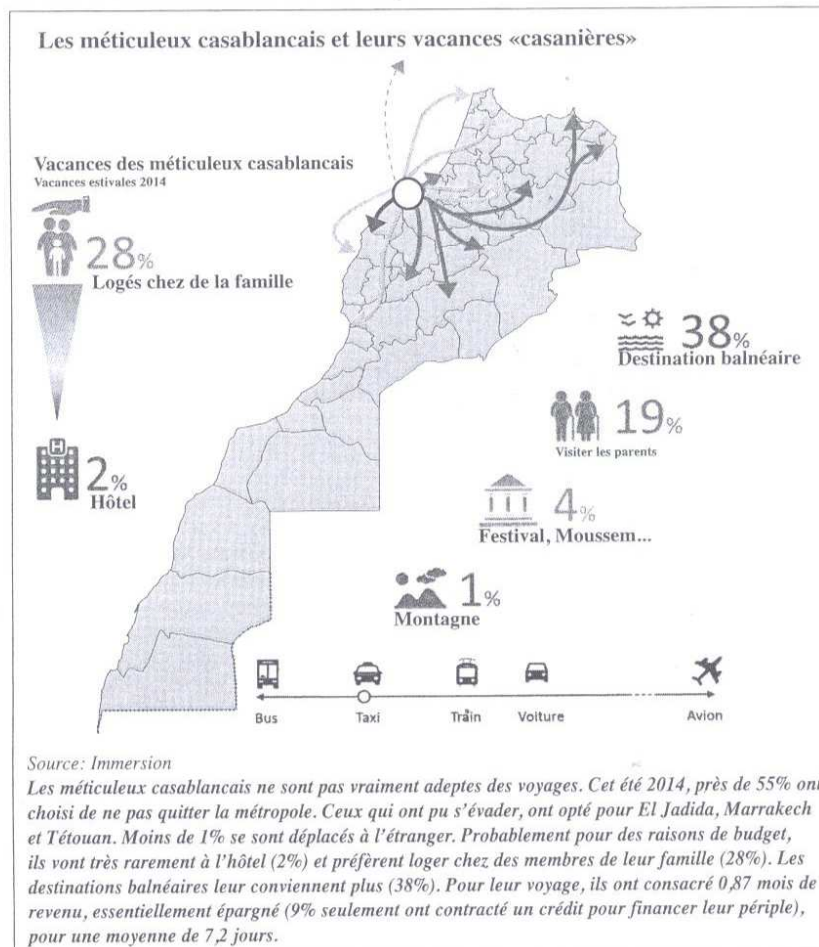 Les méticuleux casablancais et leurs vacances «casanières»
Vacances des méticuleux casablancais
Vacances estivales 2014
28%
Logés chez de la famille
38%
Destination balnéaire
19%
Visiter les parents
H
2%
Hôtel
4%
Festival, Moussem...
1%
Montagne
Bus Taxi Train Voiture Avion
Source: Immersion
Les méticuleux casablancais ne sont pas vraiment adeptes des voyages. Cet été 2014, près de 55% ont
choisi de ne pas quitter la métropole. Ceux qui ont pu s'évader, ont opté pour El Jadida, Marrakech
et Tétouan. Moins de 1% se sont déplacés à l'étranger. Probablement pour des raisons de budget,
ils vont très rarement à l'hôtel (2%) et préfèrent loger chez des membres de leur famille (28%). Les
destinations balnéaires leur conviennent plus (38%). Pour leur voyage, ils ont consacré 0,87 mois de
revenu, essentiellement épargné (9% seulement ont contracté un crédit pour financer leur périple),
pour une moyenne de 7,2 jours.